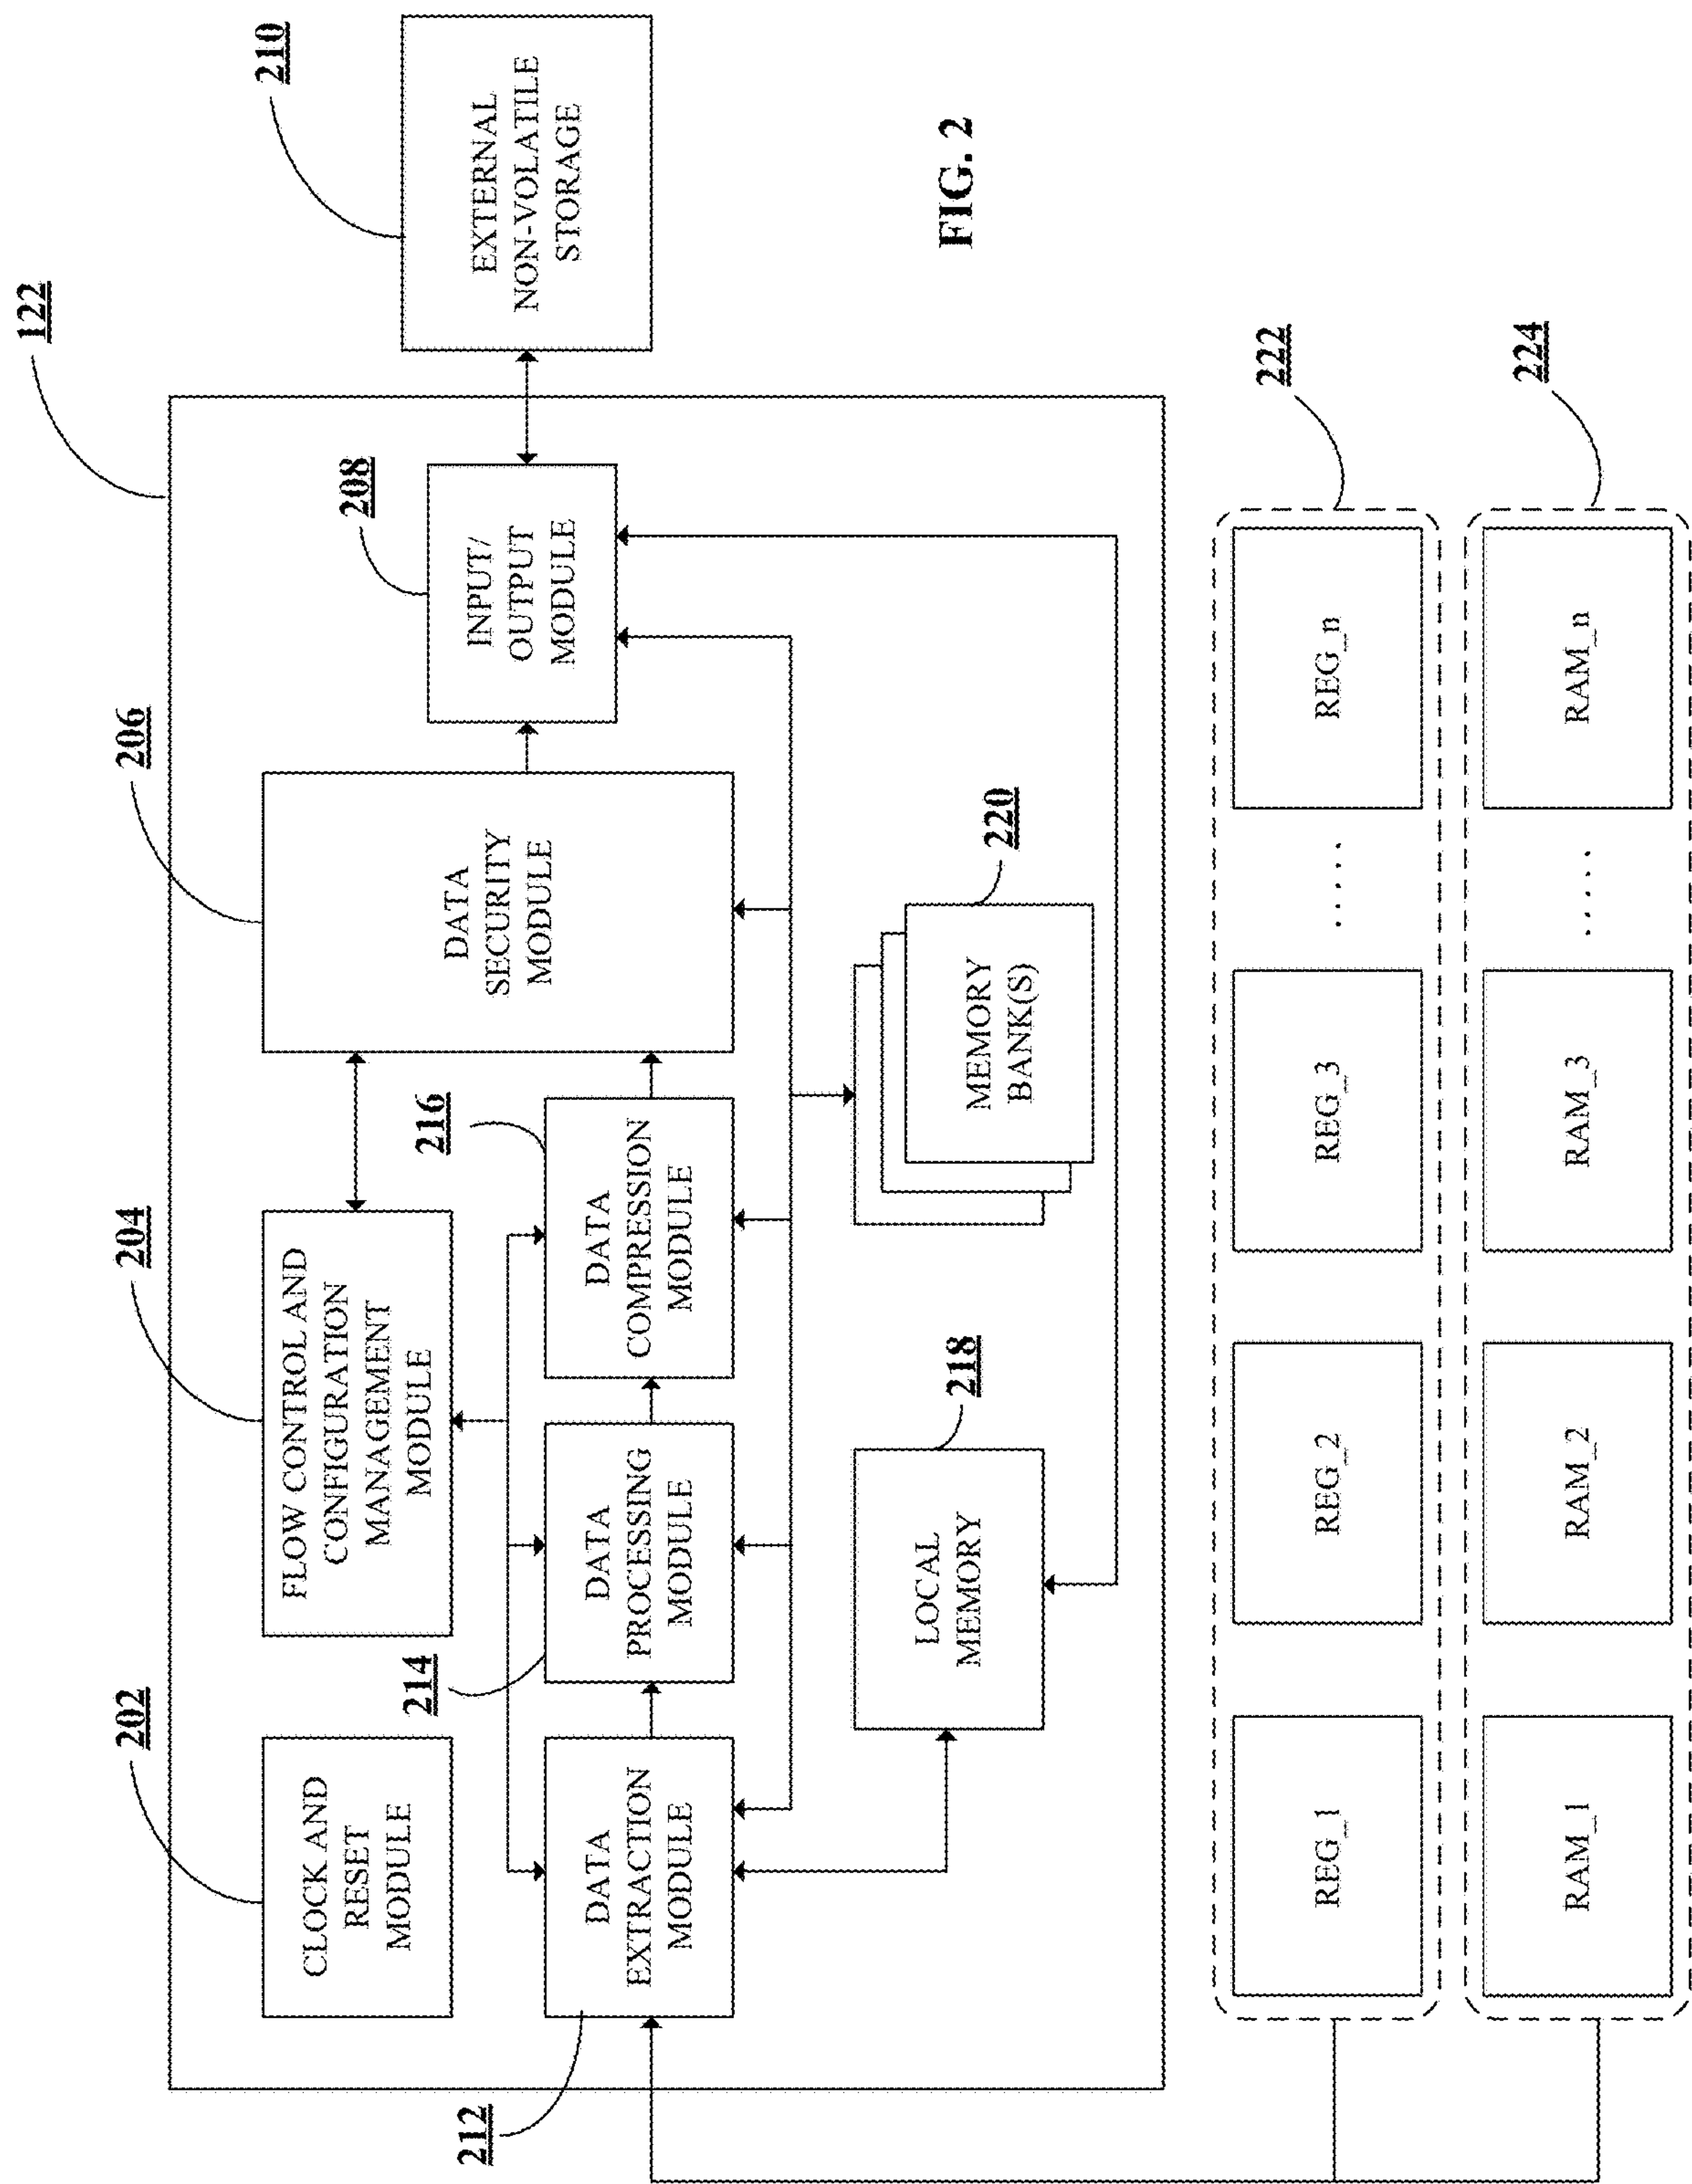 122
210
EXTERNAL
NON-VOLATILE
STORAGE
202
CLOCK AND
RESET
MODULE
204
FLOW CONTROL AND
CONFIGURATION
MANAGEMENT
MODULE
206
DATA
SECURITY
MODULE
208
INPUT/
OUTPUT
MODULE
212
DATA
EXTRACTION
MODULE
214
DATA
PROCESSING
MODULE
216
DATA
COMPRESSION
MODULE
218
LOCAL
MEMORY
220
MEMORY
BANK(S)
FIG. 2
222
REG_1
REG_2
REG_3
.....
REG_n
224
RAM_1
RAM_2
RAM_3
.....
RAM_n